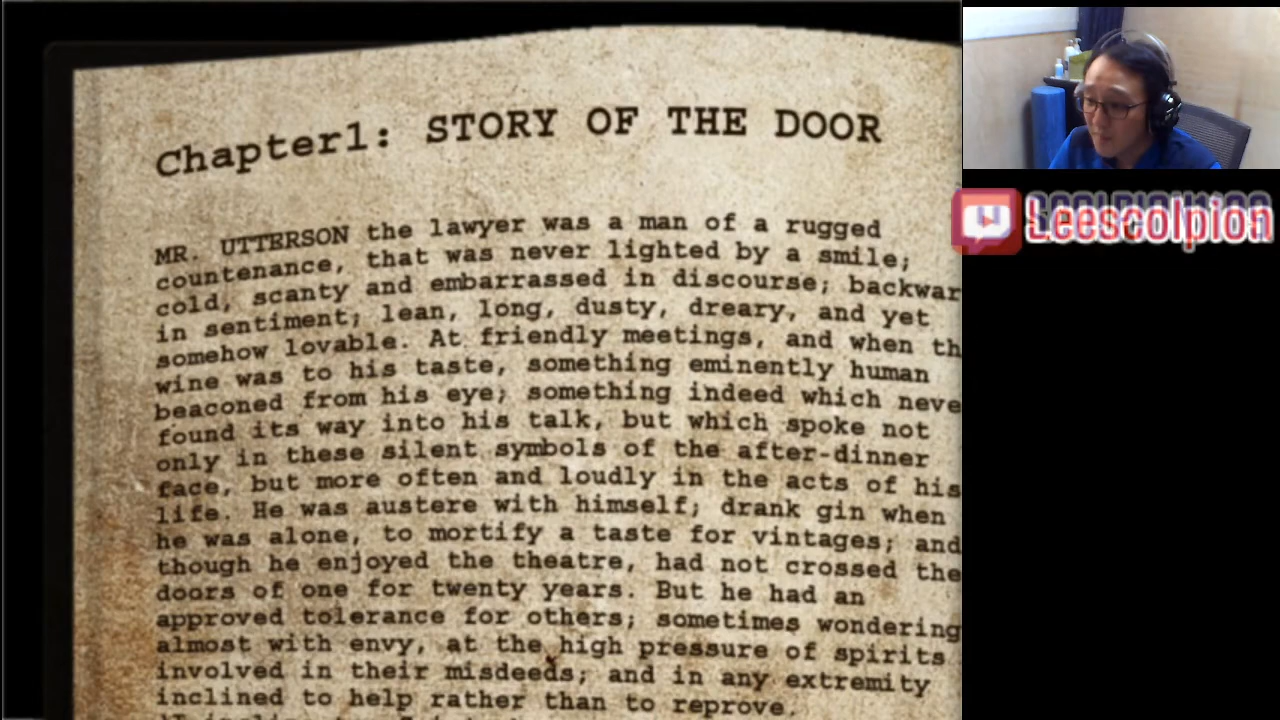 Chapter1: STORY OF THE DOOR
MR. UTTERSON the lawyer was a man of a rugged
countenance, that was never lighted by a smile;
cold, scanty and embarrassed in discourse; backwar
in sentiment; lean, long, dusty, dreary, and yet
somehow lovable. At friendly meetings, and when th
wine was to his taste, something eminently human
beaconed from his eye; something indeed which neve
found its way into his talk, but which spoke not
only in these silent symbols of the after-dinner
face, but more often and loudly in the acts of his
life. He was austere with himself; drank gin when
he was alone, to mortify a taste for vintages; and
though he enjoyed the theatre, had not crossed the
doors of one for twenty years. But he had an
approved tolerance for others; sometimes wondering
almost with envy, at the high pressure of spirits
involved in their misdeeds; and in any extremity
inclined to help rather than to reprove.
Leescolpion